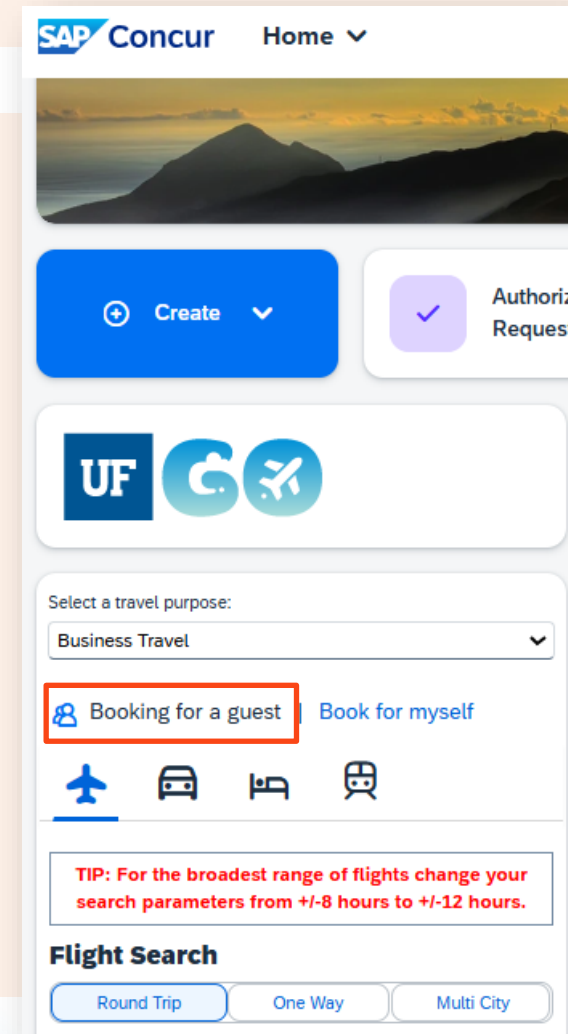 SAP Concur Home
Create
Authoriz
Reques
UF
Select a travel purpose:
Business Travel
Booking for a guest | Book for myself
TIP: For the broadest range of flights change your
search parameters from +/-8 hours to +/-12 hours.
Flight Search
Round Trip One Way Multi City